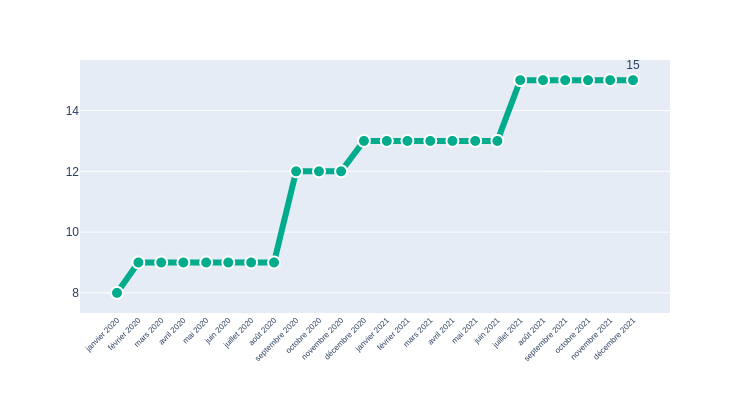 15
14
12
10
8
janvier 2020
février 2020
mars 2020
avril 2020
mai 2020
juin 2020
juillet 2020
août 2020
septembre 2020
octobre 2020
novembre 2020
décembre 2020
janvier 2021
février 2021
mars 2021
avril 2021
mai 2021
juin 2021
juillet 2021
août 2021
septembre 2021
octobre 2021
novembre 2021
décembre 2021